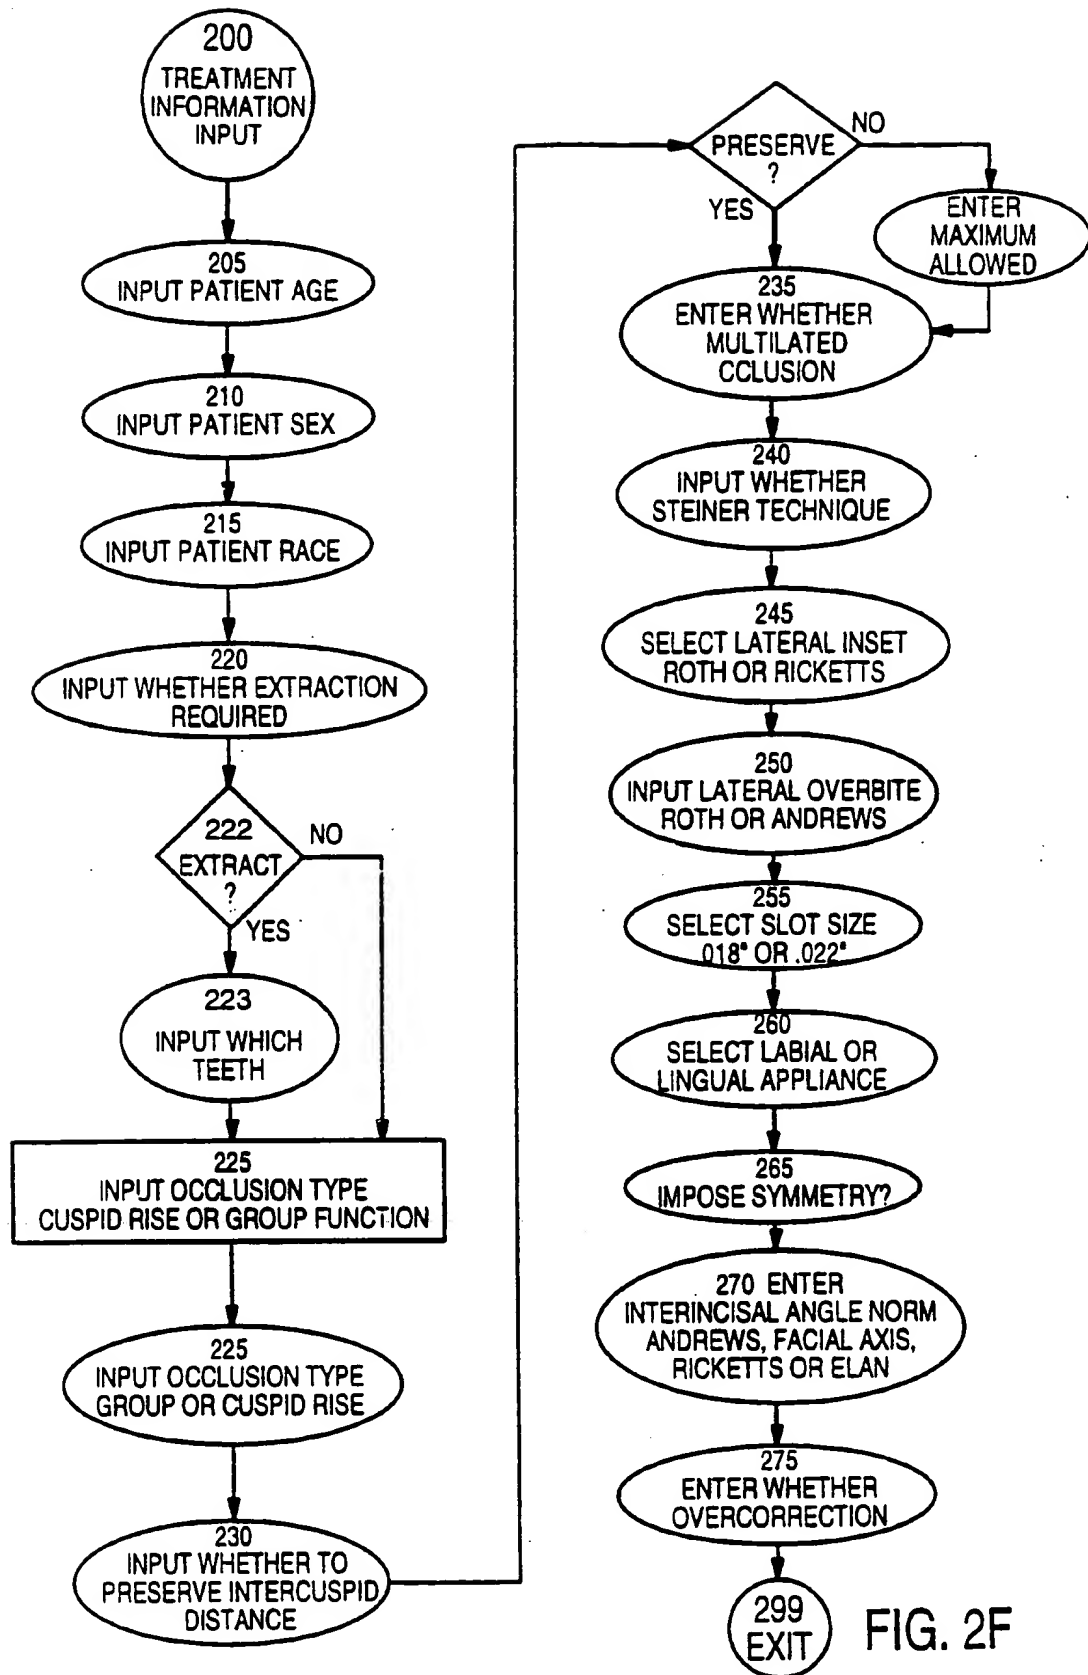 200
TREATMENT
INFORMATION
INPUT
205
INPUT PATIENT AGE
210
INPUT PATIENT SEX
215
INPUT PATIENT RACE
220
INPUT WHETHER EXTRACTION
REQUIRED
222
EXTRACT
?
NO
YES
223
INPUT WHICH
TEETH
225
INPUT OCCLUSION TYPE
CUSPID RISE OR GROUP FUNCTION
225
INPUT OCCLUSION TYPE
GROUP OR CUSPID RISE
230
INPUT WHETHER TO
PRESERVE INTERCUSPID
DISTANCE
PRESERVE
?
NO
YES
ENTER
MAXIMUM
ALLOWED
235
ENTER WHETHER
MULTILATED
CCLUSION
240
INPUT WHETHER
STEINER TECHNIQUE
245
SELECT LATERAL INSET
ROTH OR RICKETTS
250
INPUT LATERAL OVERBITE
ROTH OR ANDREWS
255
SELECT SLOT SIZE
.018" OR .022"
260
SELECT LABIAL OR
LINGUAL APPLIANCE
265
IMPOSE SYMMETRY?
270 ENTER
INTERINCISAL ANGLE NORM
ANDREWS, FACIAL AXIS,
RICKETTS OR ELAN
275
ENTER WHETHER
OVERCORRECTION
299
EXIT
FIG. 2F